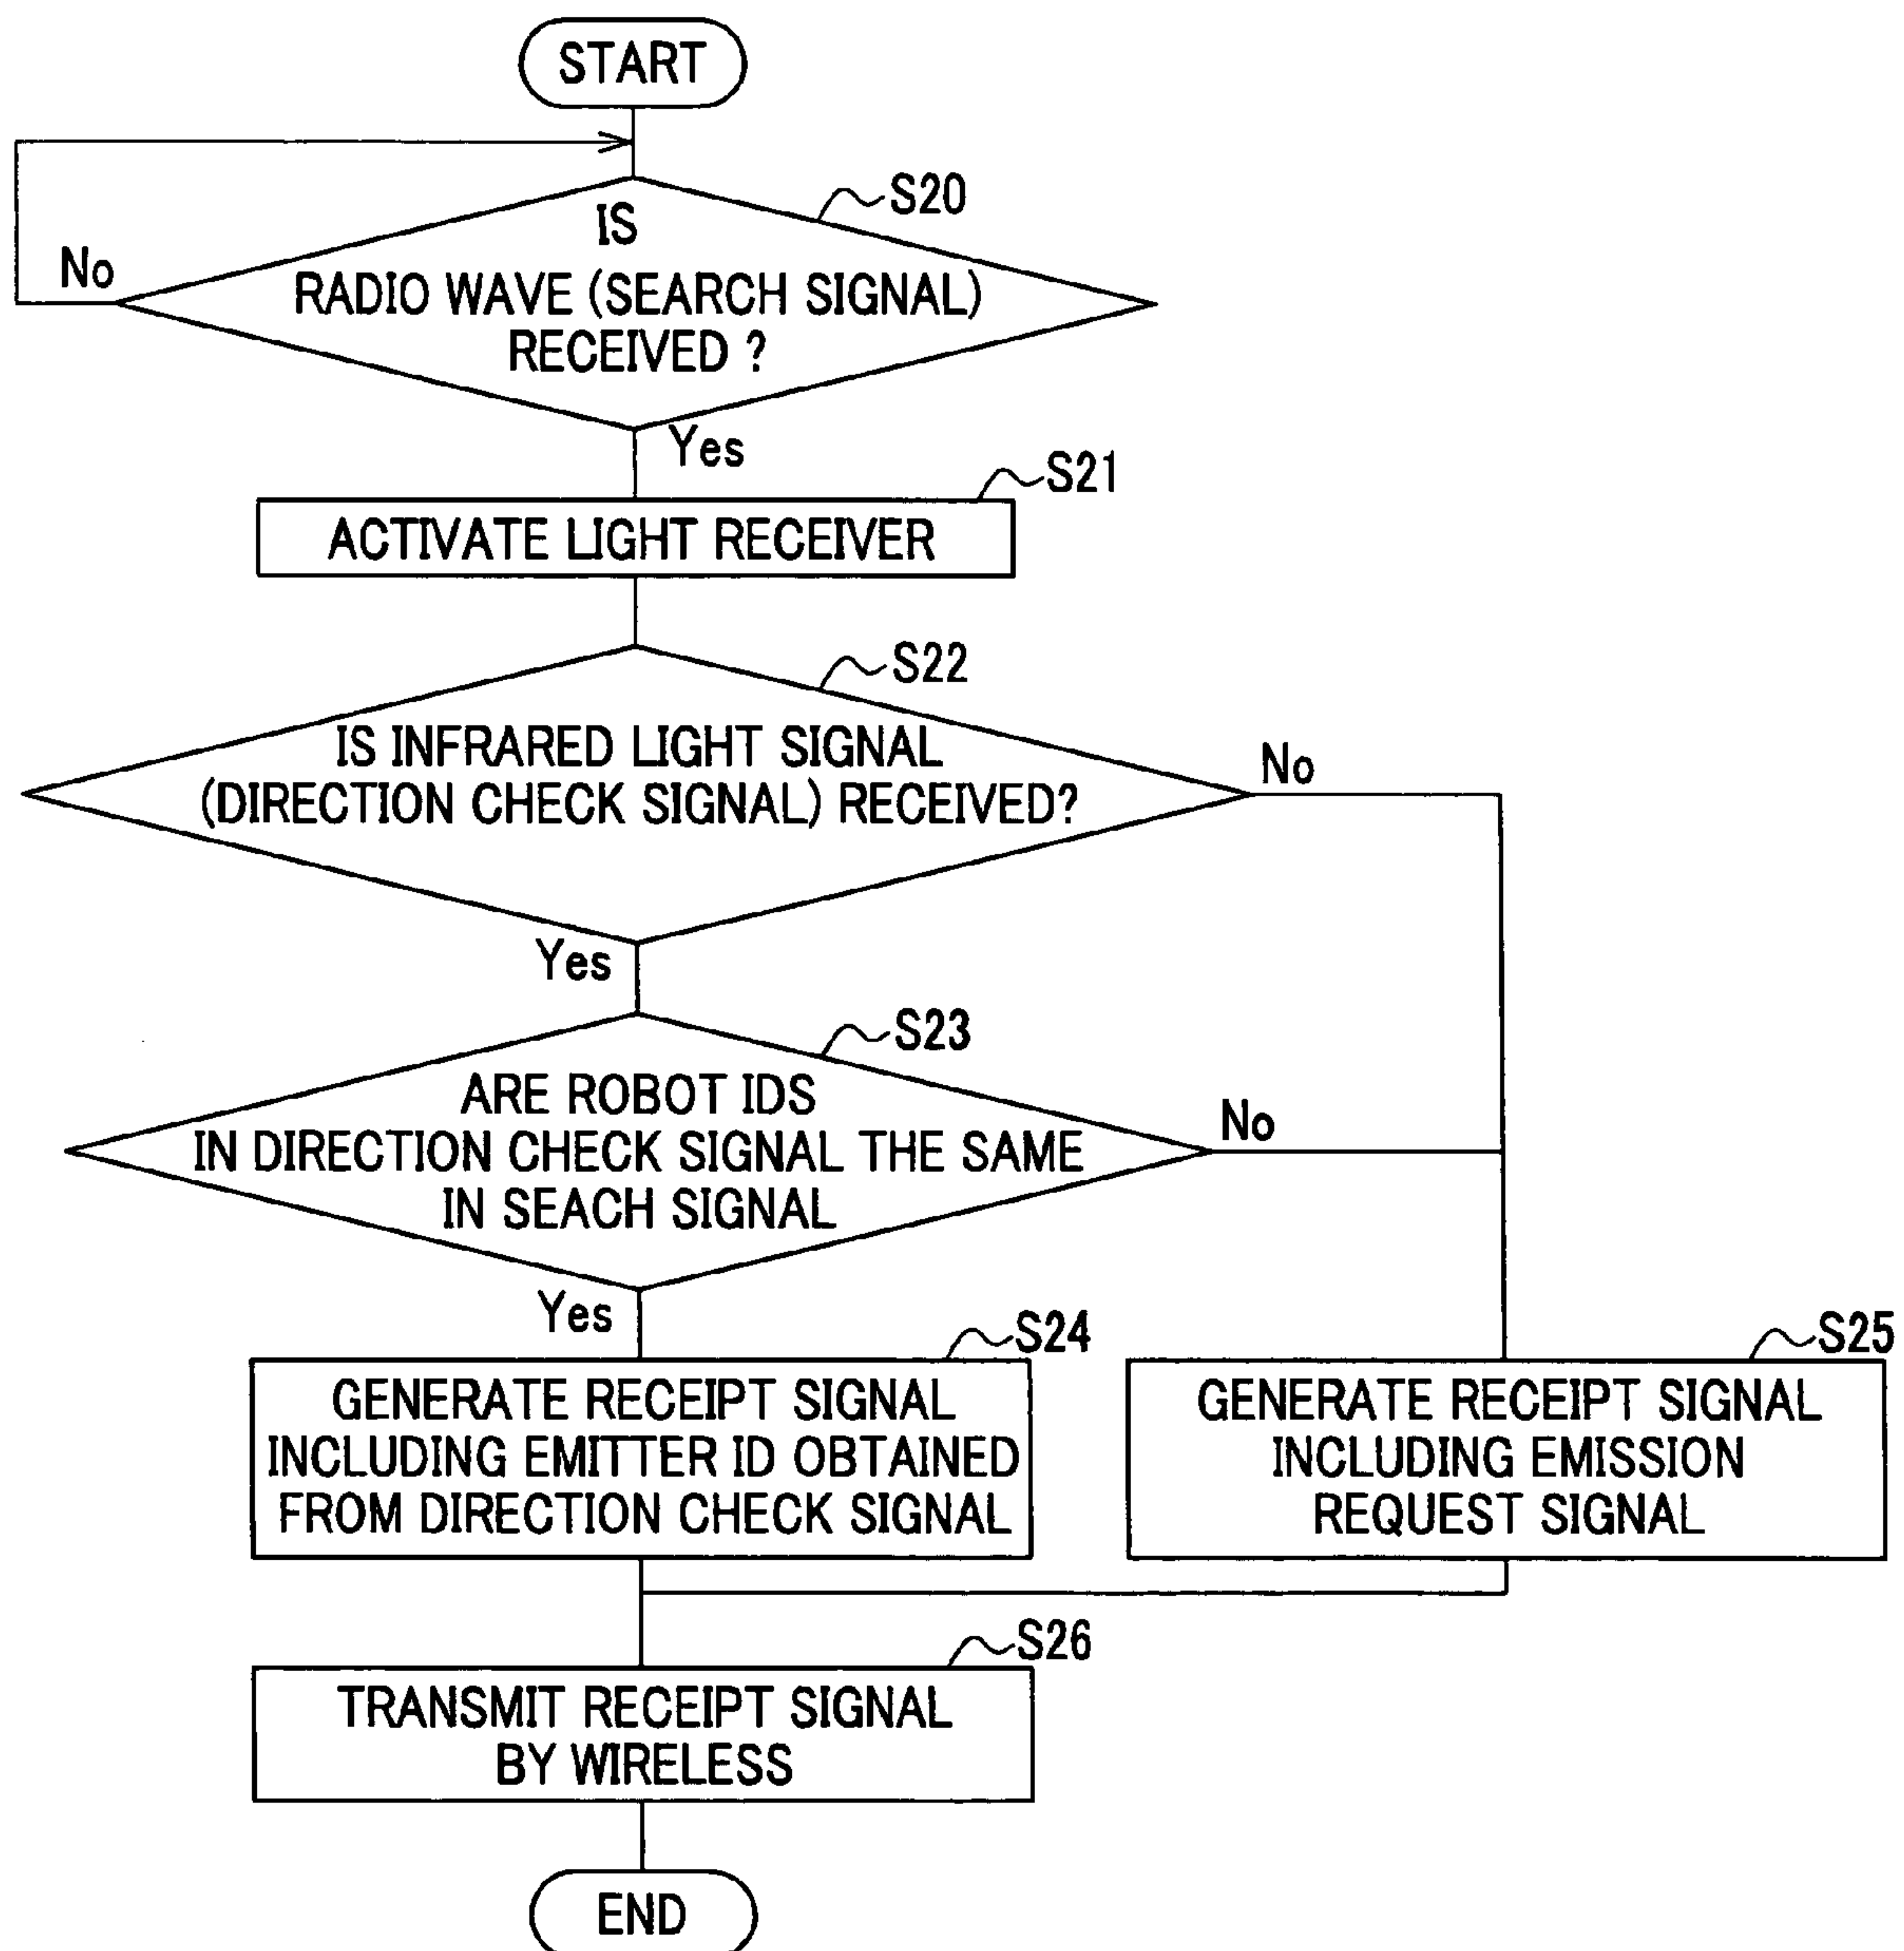 START
S20
IS
RADIO WAVE (SEARCH SIGNAL)
RECEIVED ?
No
Yes
S21
ACTIVATE LIGHT RECEIVER
S22
IS INFRARED LIGHT SIGNAL
(DIRECTION CHECK SIGNAL) RECEIVED?
No
Yes
S23
ARE ROBOT IDS
IN DIRECTION CHECK SIGNAL THE SAME
IN SEACH SIGNAL
No
Yes
S24
GENERATE RECEIPT SIGNAL
INCLUDING EMITTER ID OBTAINED
FROM DIRECTION CHECK SIGNAL
S25
GENERATE RECEIPT SIGNAL
INCLUDING EMISSION
REQUEST SIGNAL
S26
TRANSMIT RECEIPT SIGNAL
BY WIRELESS
END